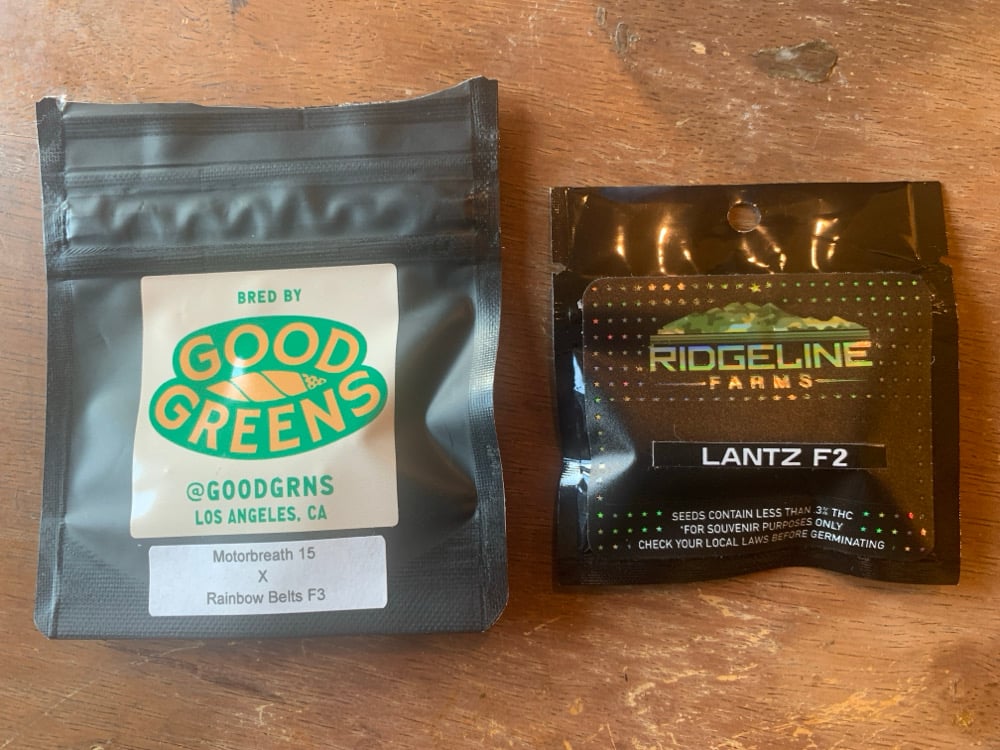 BRED BY
GOOD
GREENS
@GOODGRNS
LOS ANGELES, CA
Motorbreath 15
X
Rainbow Belts F3
RIDGELINE
FARMS
LANTZ F2
SEEDS CONTAIN LESS THAN .3% THC
*FOR SOUVENIR PURPOSES ONLY
CHECK YOUR LOCAL LAWS BEFORE GERMINATING